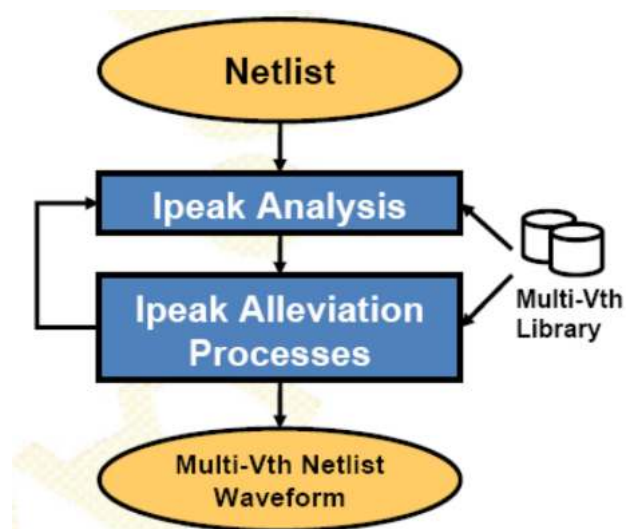 Netlist
Ipeak Analysis
Ipeak Alleviation
Processes
Multi-Vth
Library
Multi-Vth Netlist
Waveform